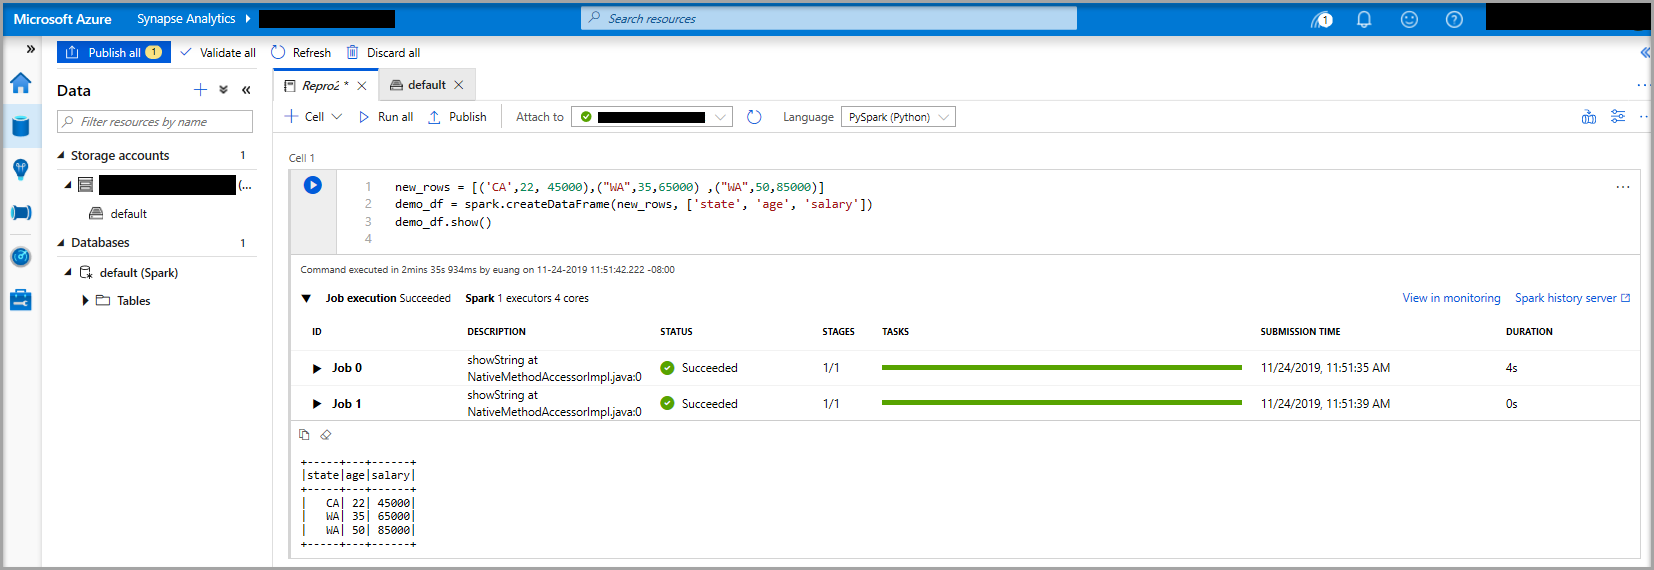 Microsoft Azure Synapse Analytics
Search resources
1
Publish all 1 Validate all Refresh Discard all
Data
Filter resources by name
Storage accounts 1
(...
default
Databases 1
default (Spark)
Tables
Repro2 * default
Cell Run all Publish Attach to Language PySpark (Python)
Cell 1
1 new_rows = [('CA',22, 45000),("WA",35,65000) ,("WA",50,85000)]
2 demo_df = spark.createDataFrame(new_rows, ['state', 'age', 'salary'])
3 demo_df.show()
4
Command executed in 2mins 35s 934ms by euang on 11-24-2019 11:51:42.222 -08:00
Job execution Succeeded Spark 1 executors 4 cores View in monitoring Spark history server
ID DESCRIPTION STATUS STAGES TASKS SUBMISSION TIME DURATION
Job 0 showString at NativeMethodAccessorImpl.java:0 Succeeded 1/1 11/24/2019, 11:51:35 AM 4s
Job 1 showString at NativeMethodAccessorImpl.java:0 Succeeded 1/1 11/24/2019, 11:51:39 AM 0s
+-----+---+------+
|state|age|salary|
+-----+---+------+
|   CA| 22| 45000|
|   WA| 35| 65000|
|   WA| 50| 85000|
+-----+---+------+